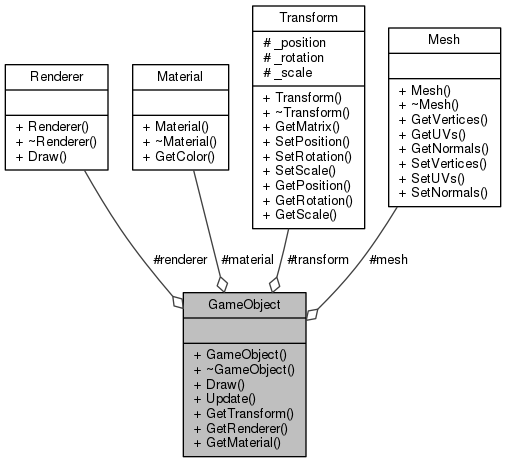 Transform
# _position
# _rotation
# _scale
+ Transform()
+ ~Transform()
+ GetMatrix()
+ SetPosition()
+ SetRotation()
+ SetScale()
+ GetPosition()
+ GetRotation()
+ GetScale()
Mesh
+ Mesh()
+ ~Mesh()
+ GetVertices()
+ GetUVs()
+ GetNormals()
+ SetVertices()
+ SetUVs()
+ SetNormals()
Renderer
+ Renderer()
+ ~Renderer()
+ Draw()
Material
+ Material()
+ ~Material()
+ GetColor()
#renderer
#material
#transform
#mesh
GameObject
+ GameObject()
+ ~GameObject()
+ Draw()
+ Update()
+ GetTransform()
+ GetRenderer()
+ GetMaterial()